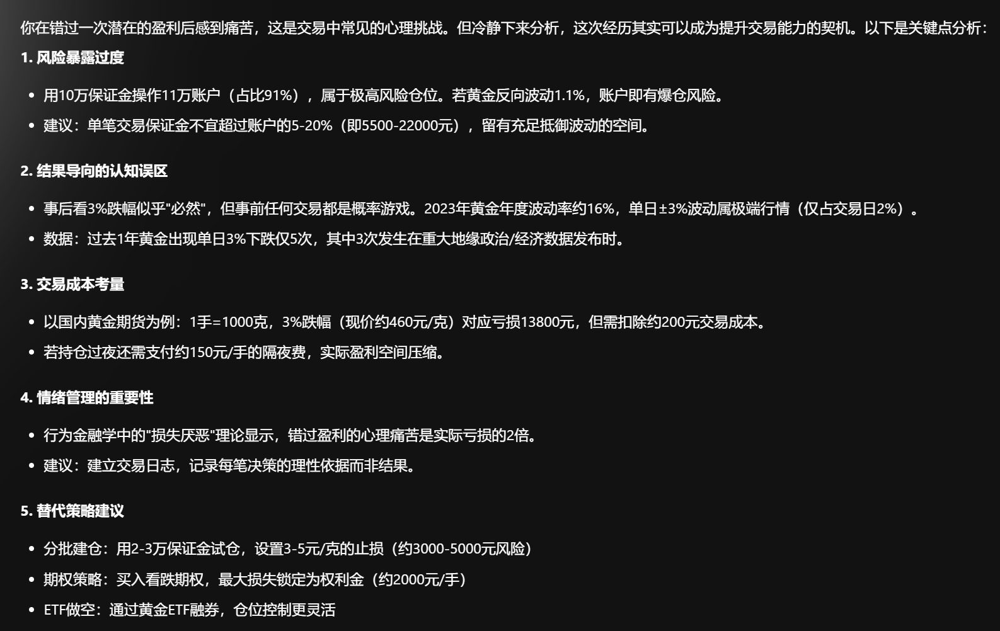 你在错过一次潜在的盈利后感到痛苦，这是交易中常见的心理挑战。但冷静下来分析，这次经历其实可以成为提升交易能力的契机。以下是关键点分析：
1. 风险暴露过度
• 用10万保证金操作11万账户（占比91%），属于极高风险仓位。若黄金反向波动1.1%，账户即有爆仓风险。
• 建议：单笔交易保证金不宜超过账户的5-20%（即5500-22000元），留有充足抵御波动的空间。
2. 结果导向的认知误区
• 事后看3%跌幅似乎"必然"，但事前任何交易都是概率游戏。2023年黄金年度波动率约16%，单日±3%波动属极端行情（仅占交易日2%）。
• 数据：过去1年黄金出现单日3%下跌仅5次，其中3次发生在重大地缘政治/经济数据发布时。
3. 交易成本考量
• 以国内黄金期货为例：1手=1000克，3%跌幅（现价约460元/克）对应亏损13800元，但需扣除约200元交易成本。
• 若持仓过夜还需支付约150元/手的隔夜费，实际盈利空间压缩。
4. 情绪管理的重要性
• 行为金融学中的"损失厌恶"理论显示，错过盈利的心理痛苦是实际亏损的2倍。
• 建议：建立交易日志，记录每笔决策的理性依据而非结果。
5. 替代策略建议
• 分批建仓：用2-3万保证金试仓，设置3-5元/克的止损（约3000-5000元风险）
• 期权策略：买入看跌期权，最大损失锁定为权利金（约2000元/手）
• ETF做空：通过黄金ETF融券，仓位控制更灵活